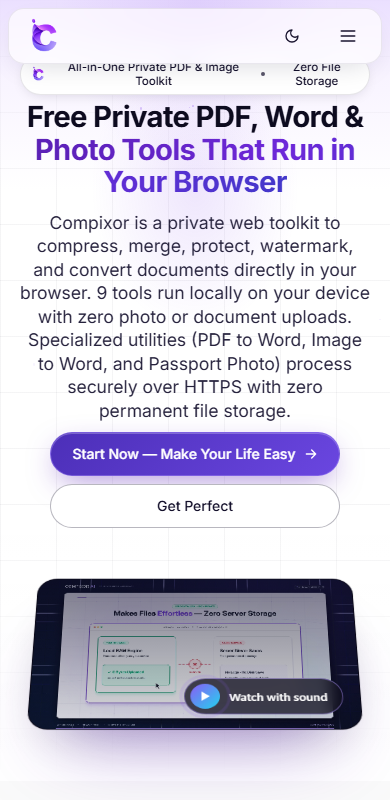 All-in-One Private PDF & Image
Toolkit
•
Zero File
Storage
Free Private PDF, Word &
Photo Tools That Run in
Your Browser
Compixor is a private web toolkit to
compress, merge, protect, watermark,
and convert documents directly in your
browser. 9 tools run locally on your device
with zero photo or document uploads.
Specialized utilities (PDF to Word, Image
to Word, and Passport Photo) process
securely over HTTPS with zero
permanent file storage.
Start Now — Make Your Life Easy →
Get Perfect
Makes Files Effortless — Zero Server Storage
Watch with sound